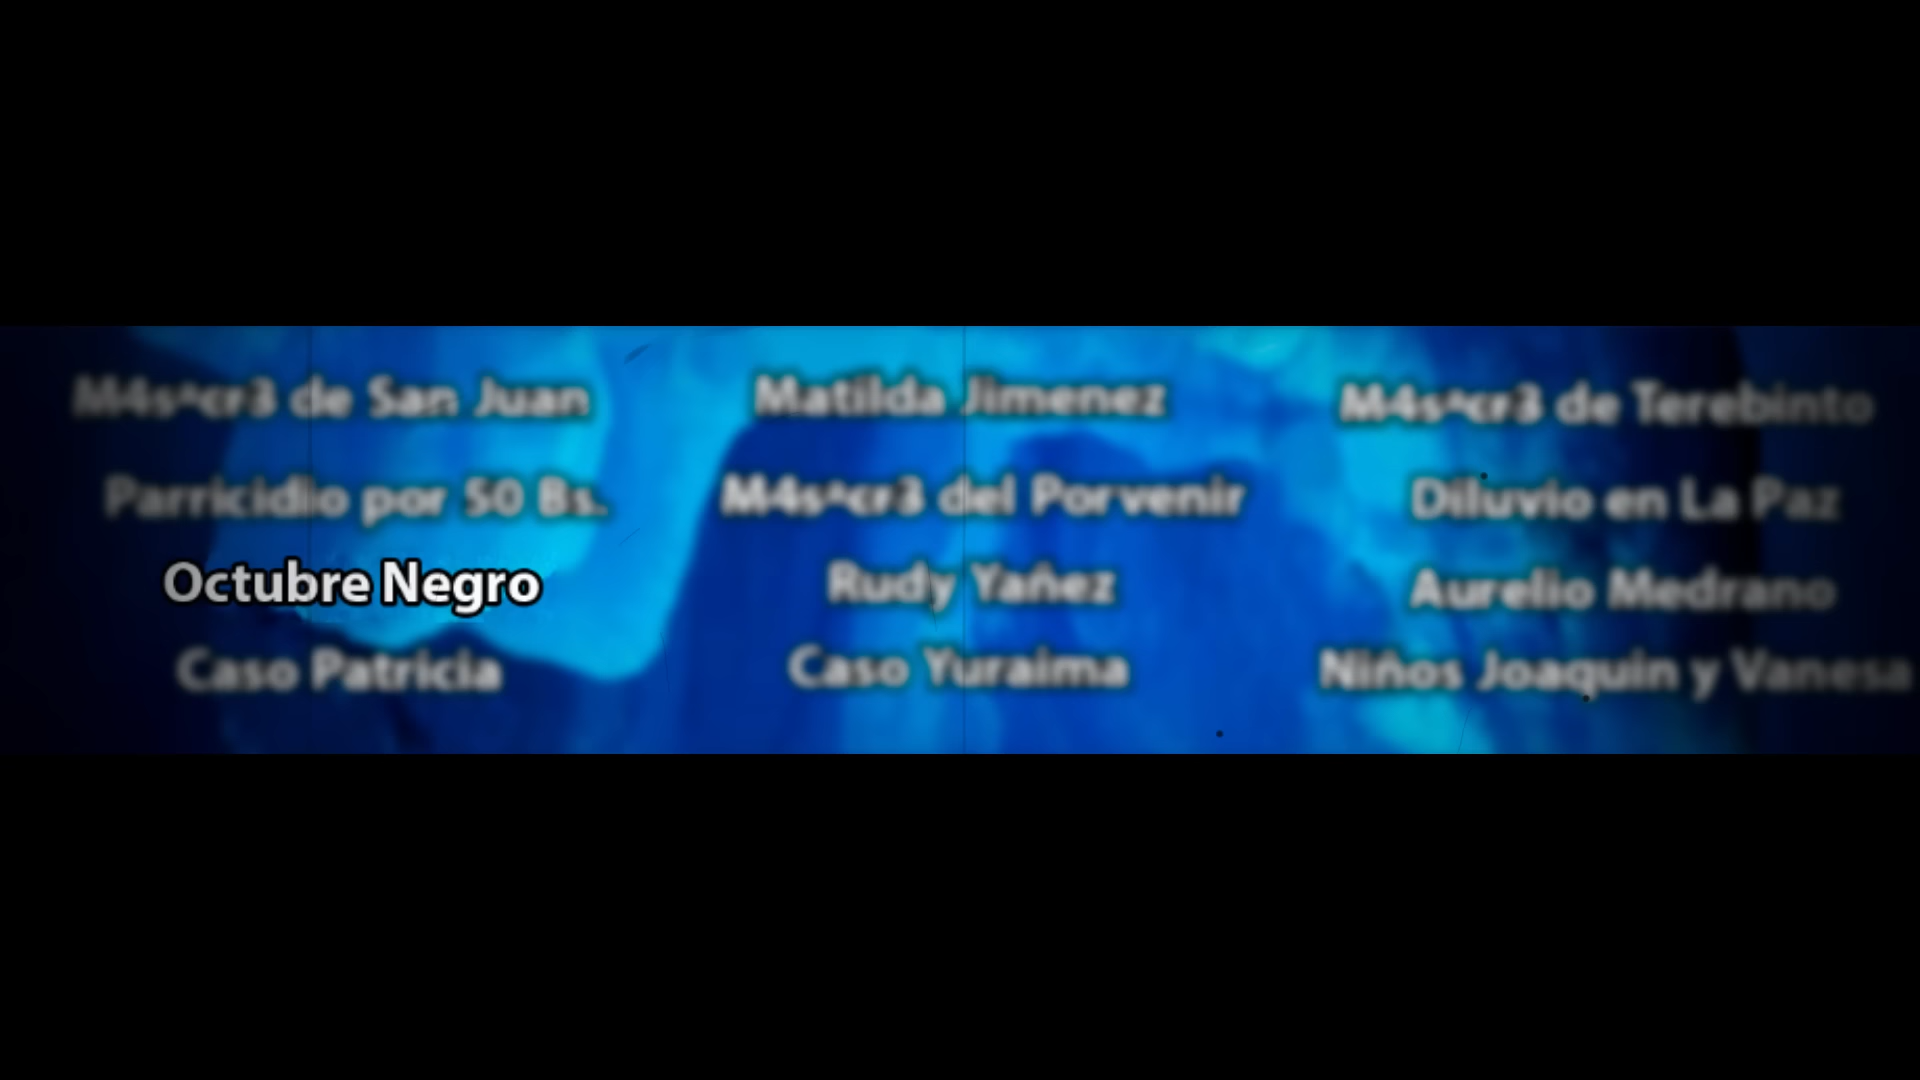 M4s^cr3 de San Juan
Parricidio por 50 Bs.
Octubre Negro
Caso Patricia
Matilda Jimenez
M4s^cr3 del Porvenir
Rudy Yañez
Caso Yuraima
M4s^cr3 de Terebinto
Diluvio en La Paz
Aurelio Medrano
Niños Joaquin y Vanesa